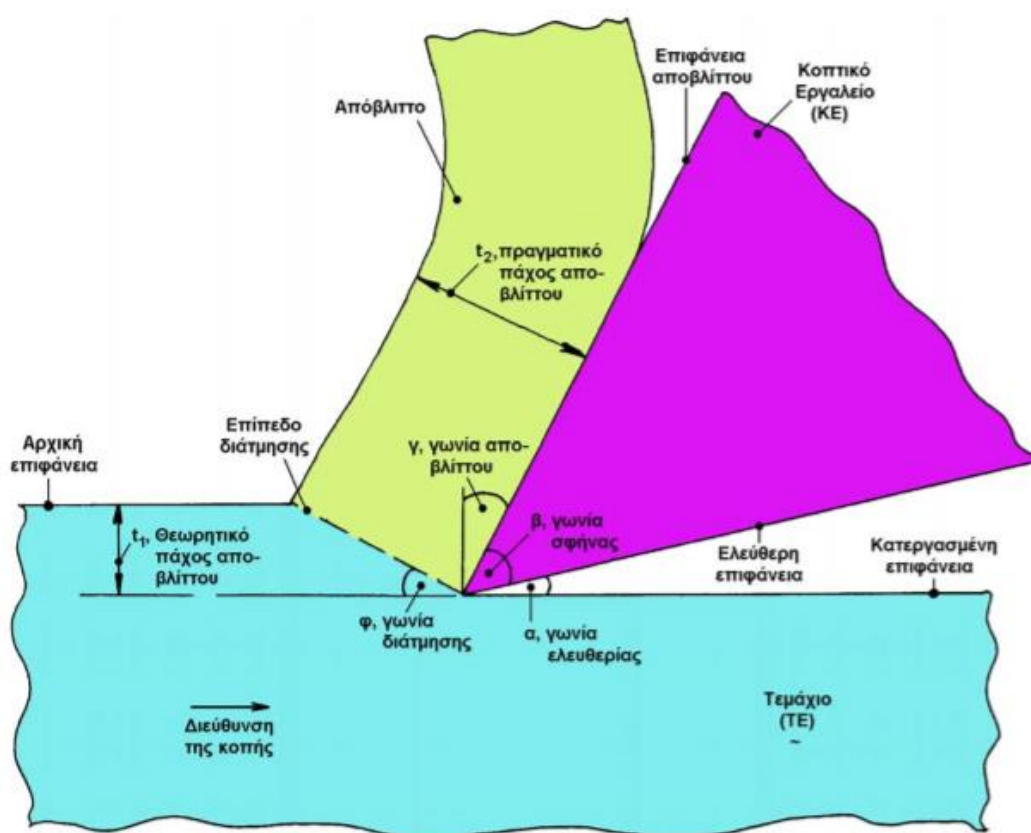 Επιφάνεια
αποβλίττου
Κοπτικό
Εργαλείο
(ΚΕ)
Απόβλιττο
t2,πραγματικό
πάχος απο-
βλίττου
Επίπεδο
διάτμησης
Αρχική
επιφάνεια
γ, γωνία απο-
βλίττου
t1, Θεωρητικό
πάχος απο-
βλίττου
β, γωνία
σφήνας
Ελεύθερη
επιφάνεια
Κατεργασμένη
επιφάνεια
φ, γωνία
διάτμησης
α, γωνία
ελευθερίας
Διεύθυνση
της κοπής
Τεμάχιο
(ΤΕ)
~